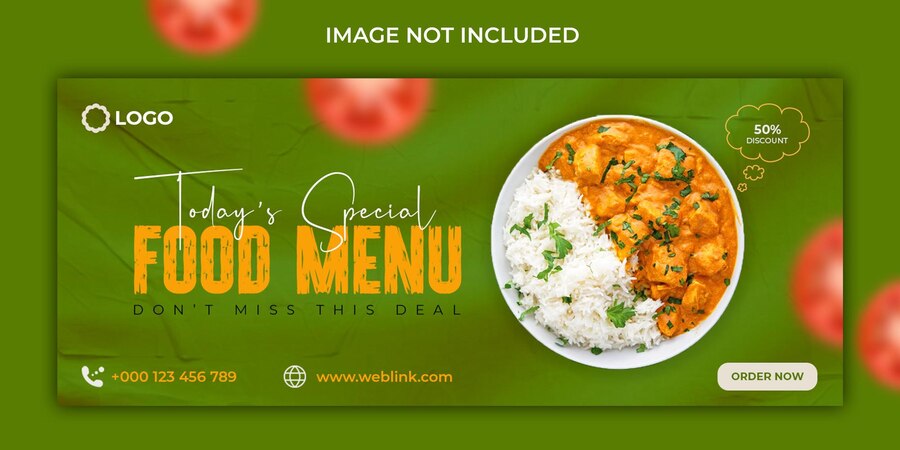 IMAGE NOT INCLUDED
LOGO
50%
DISCOUNT
Today's Special
FOOD MENU
DON'T MISS THIS DEAL
+000 123 456 789
www.weblink.com
ORDER NOW